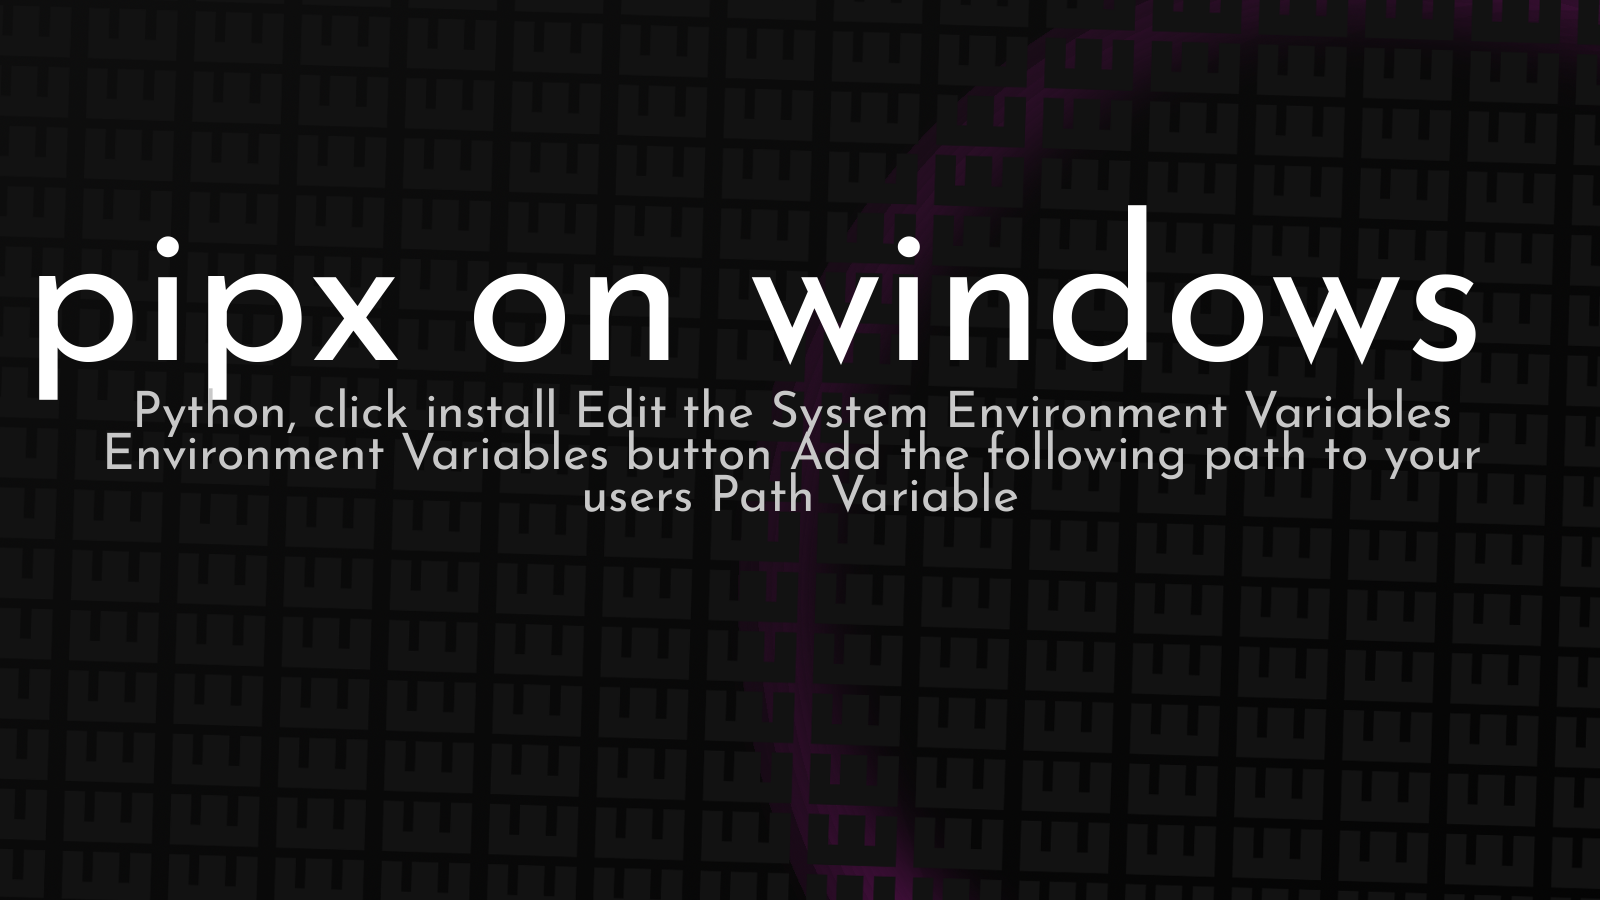 pipx on windows
Python, click install Edit the System Environment Variables
Environment Variables button Add the following path to your
users Path Variable